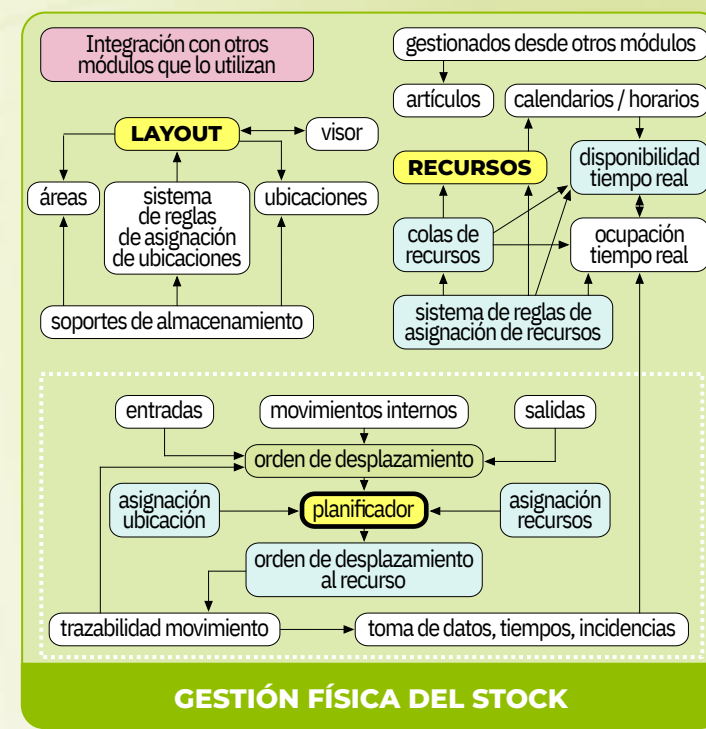 Integración con otros
módulos que lo utilizan
gestionados desde otros módulos
artículos
calendarios / horarios
LAYOUT
visor
RECURSOS
disponibilidad
tiempo real
áreas
sistema
de reglas
de asignación
de ubicaciones
ubicaciones
colas de
recursos
ocupación
tiempo real
soportes de almacenamiento
sistema de reglas de
asignación de recursos
entradas
movimientos internos
salidas
orden de desplazamiento
asignación
ubicación
planificador
asignación
recursos
orden de desplazamiento
al recurso
trazabilidad movimiento
toma de datos, tiempos, incidencias
GESTIÓN FÍSICA DEL STOCK